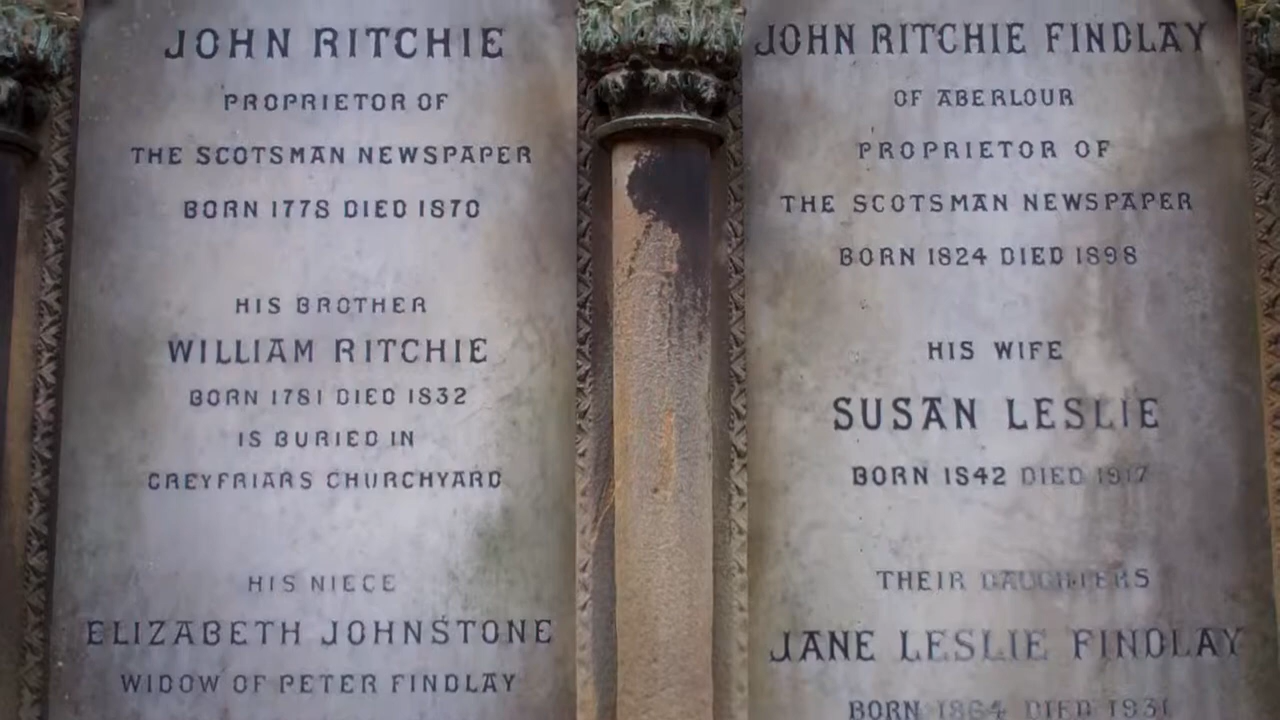 JOHN RITCHIE
PROPRIETOR OF
THE SCOTSMAN NEWSPAPER
BORN 1778 DIED 1870
HIS BROTHER
WILLIAM RITCHIE
BORN 1781 DIED 1832
IS BURIED IN
GREYFRIARS CHURCHYARD
HIS NIECE
ELIZABETH JOHNSTONE
WIDOW OF PETER FINDLAY
JOHN RITCHIE FINDLAY
OF ABERLOUR
PROPRIETOR OF
THE SCOTSMAN NEWSPAPER
BORN 1824 DIED 1898
HIS WIFE
SUSAN LESLIE
BORN 1842 DIED 1917
THEIR DAUGHTERS
JANE LESLIE FINDLAY
BORN 1864 DIED 1931